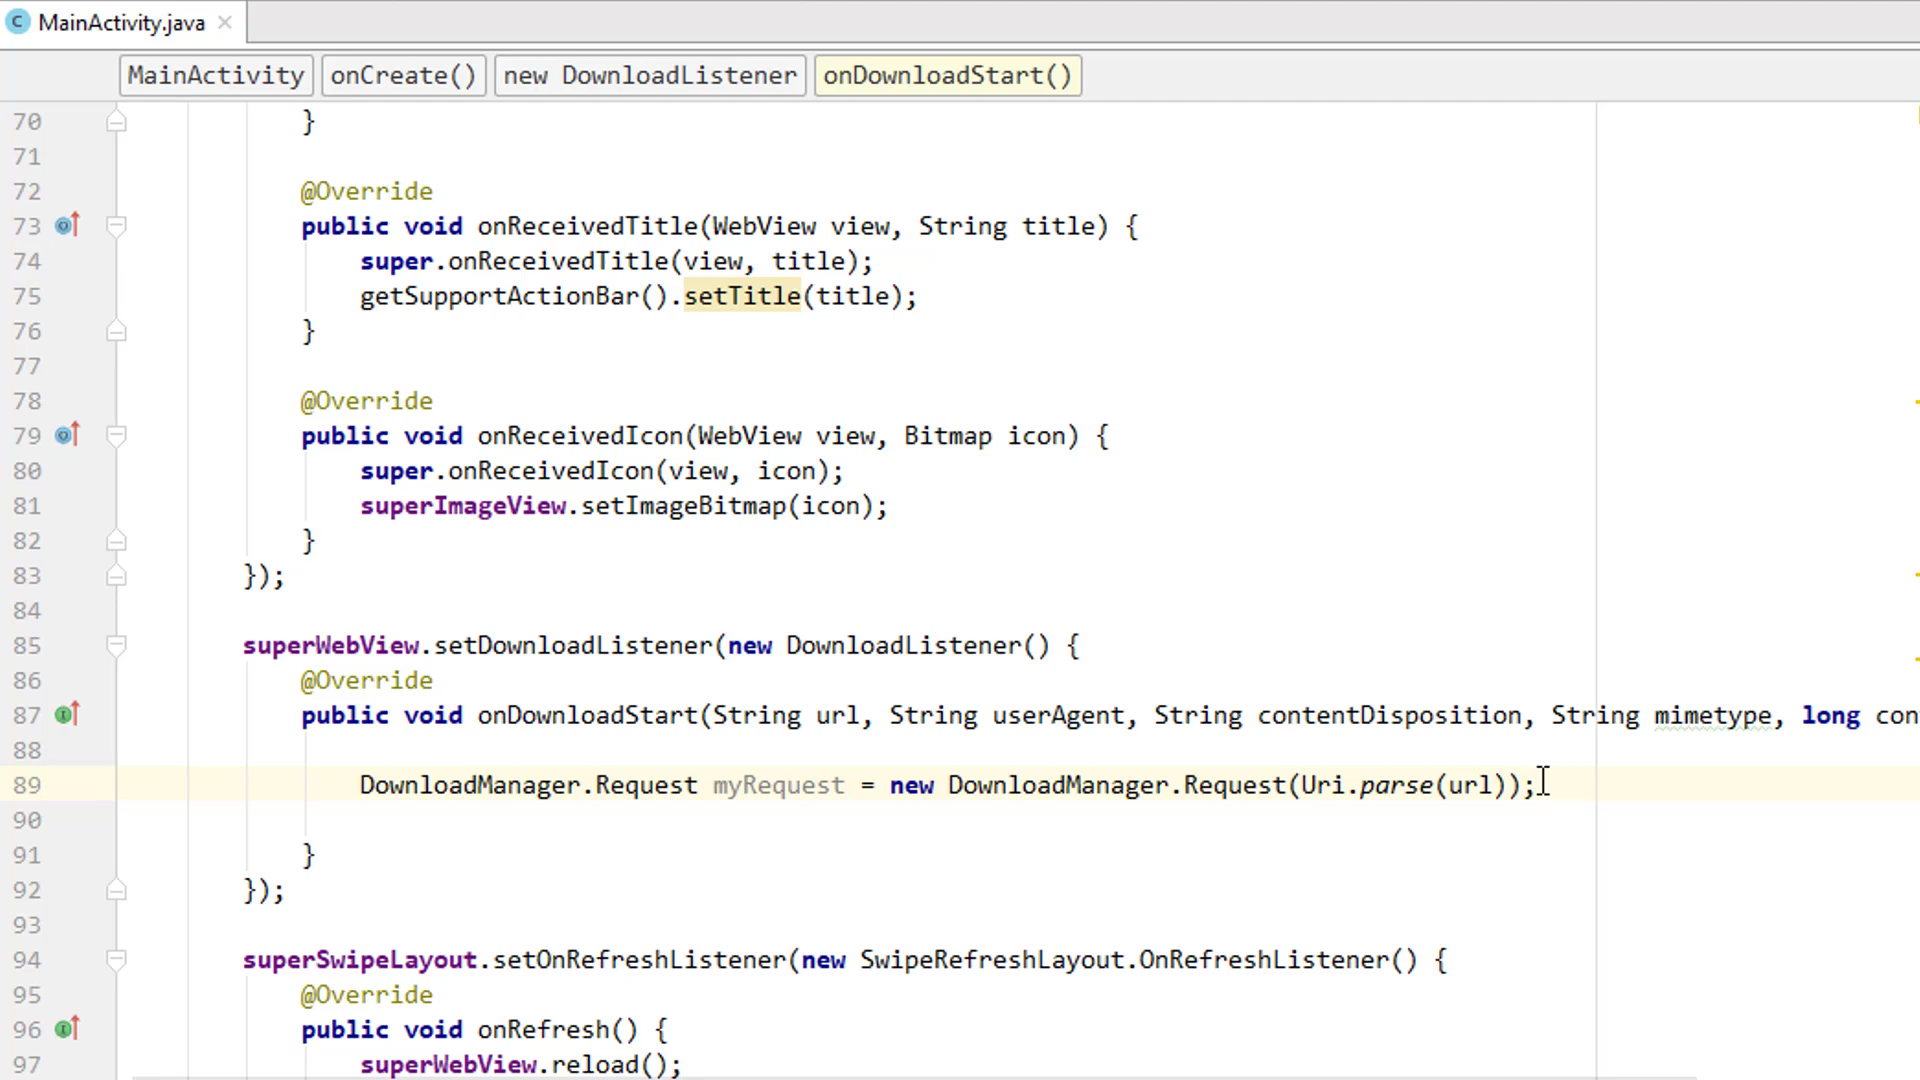 MainActivity.java
MainActivity onCreate() new DownloadListener onDownloadStart()
70 }
71
72 @Override
73 public void onReceivedTitle(WebView view, String title) {
74 super.onReceivedTitle(view, title);
75 getSupportActionBar().setTitle(title);
76 }
77
78 @Override
79 public void onReceivedIcon(WebView view, Bitmap icon) {
80 super.onReceivedIcon(view, icon);
81 superImageView.setImageBitmap(icon);
82 }
83 });
84
85 superWebView.setDownloadListener(new DownloadListener() {
86 @Override
87 public void onDownloadStart(String url, String userAgent, String contentDisposition, String mimetype, long con
88
89 DownloadManager.Request myRequest = new DownloadManager.Request(Uri.parse(url));
90
91 }
92 });
93
94 superSwipeLayout.setOnRefreshListener(new SwipeRefreshLayout.OnRefreshListener() {
95 @Override
96 public void onRefresh() {
97 superWebView.reload();